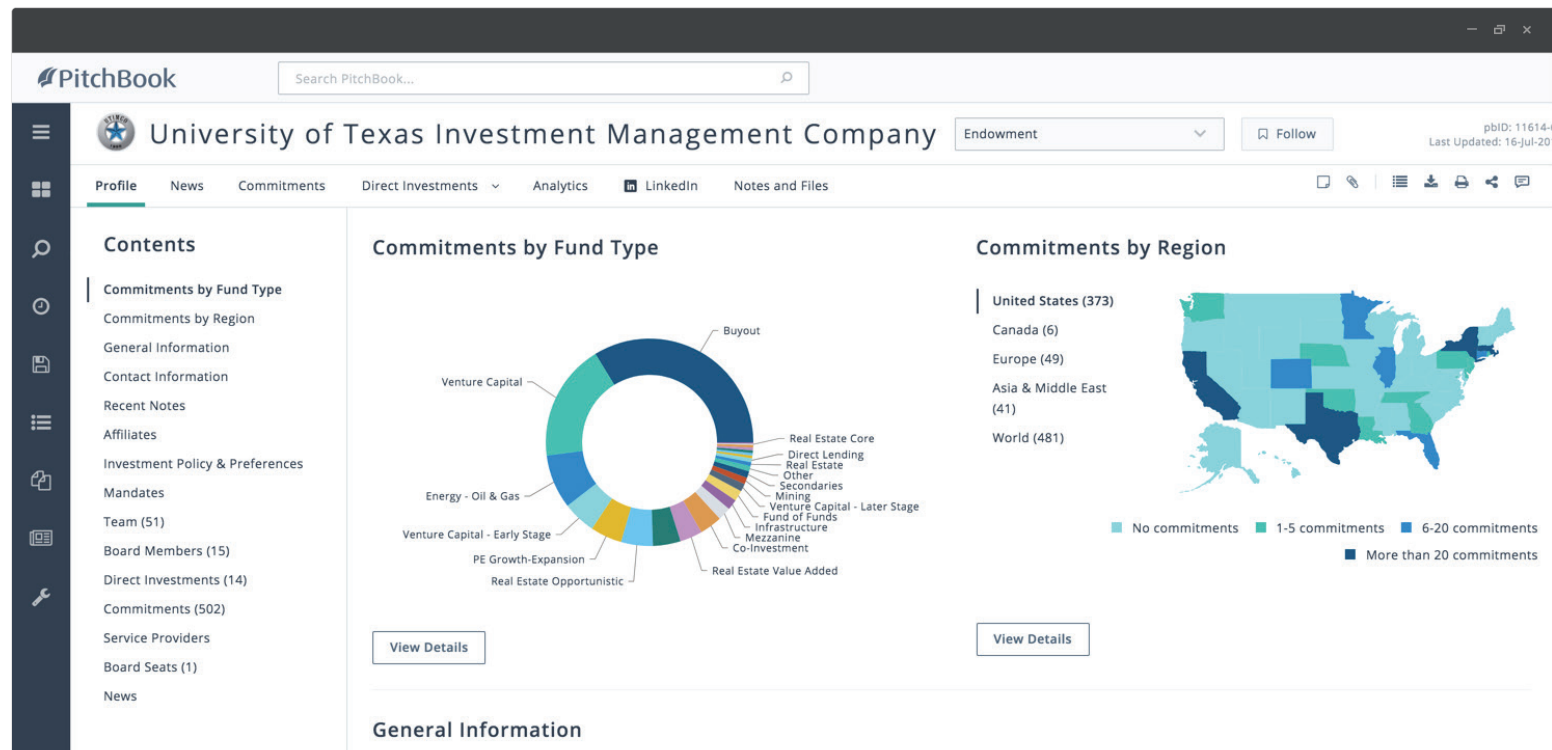 PitchBook
Search PitchBook...
University of Texas Investment Management Company
Endowment
Follow
pbID: 11614-
Last Updated: 16-Jul-20
Profile
News
Commitments
Direct Investments
Analytics
in LinkedIn
Notes and Files
Contents
Commitments by Fund Type
Commitments by Region
General Information
Contact Information
Recent Notes
Affiliates
Investment Policy & Preferences
Mandates
Team (51)
Board Members (15)
Direct Investments (14)
Commitments (502)
Service Providers
Board Seats (1)
News
Commitments by Fund Type
Buyout
Venture Capital
Energy - Oil & Gas
Venture Capital - Early Stage
PE Growth-Expansion
Real Estate Opportunistic
Real Estate Core
Direct Lending
Real Estate
Other
Secondaries
Mining
Venture Capital - Later Stage
Fund of Funds
Infrastructure
Mezzanine
Co-Investment
Real Estate Value Added
View Details
Commitments by Region
United States (373)
Canada (6)
Europe (49)
Asia & Middle East
(41)
World (481)
No commitments
1-5 commitments
6-20 commitments
More than 20 commitments
View Details
General Information